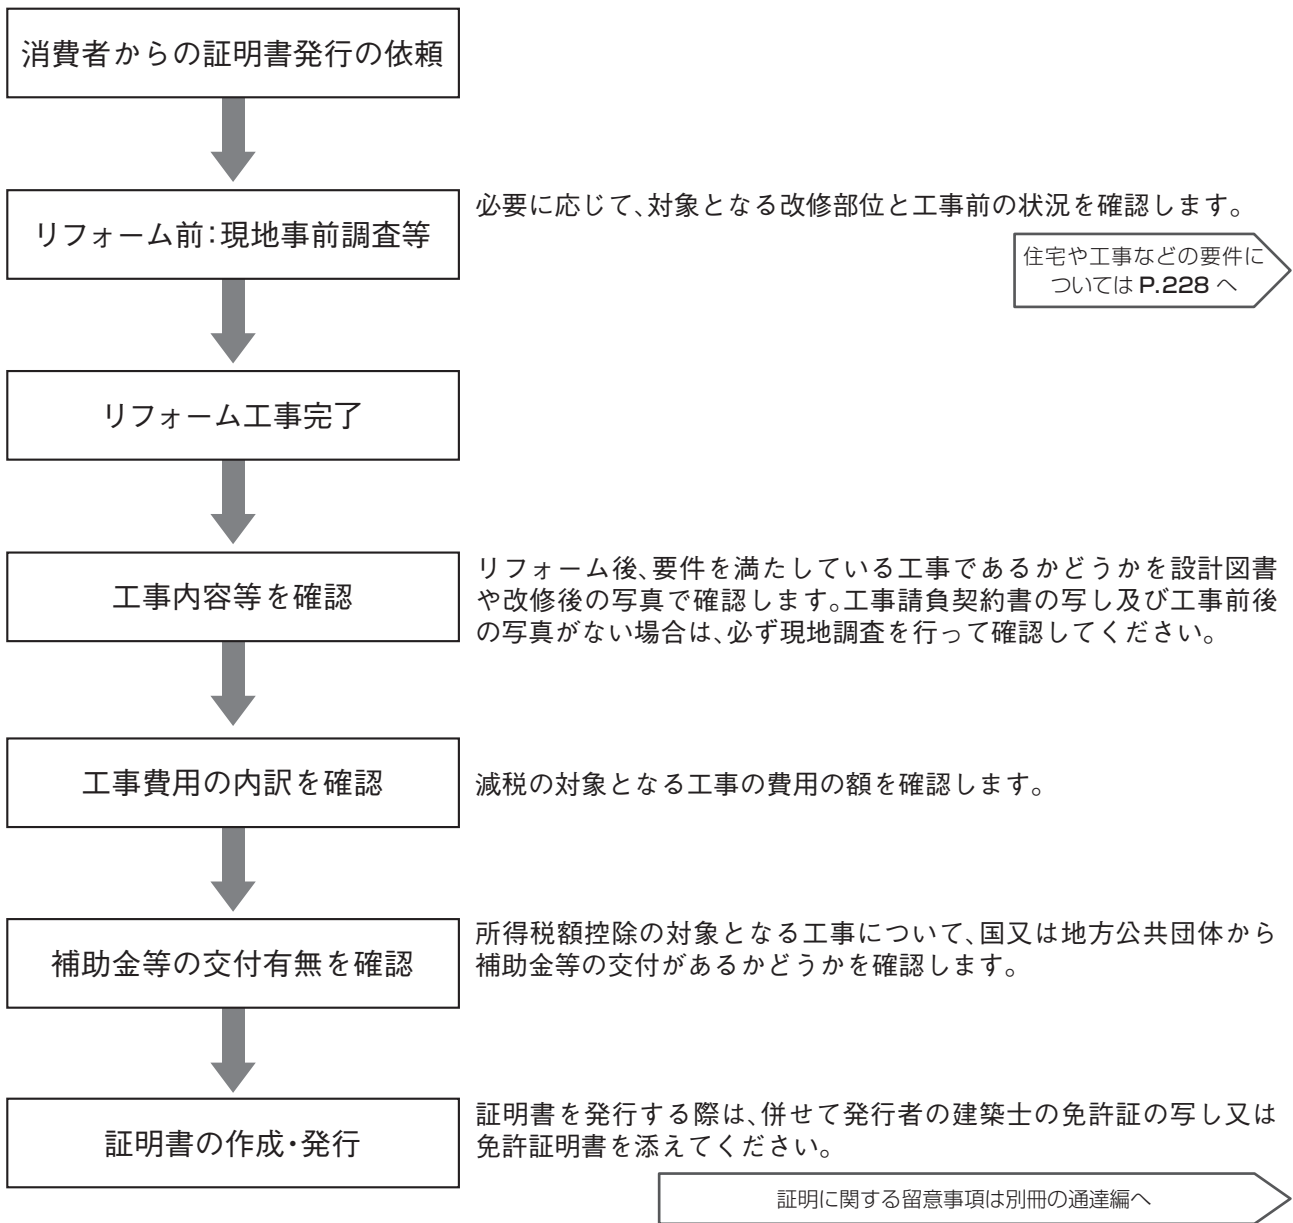 消費者からの証明書発行の依頼
リフォーム前：現地事前調査等
必要に応じて、対象となる改修部位と工事前の状況を確認します。
住宅や工事などの要件に
ついては P.228 へ
リフォーム工事完了
工事内容等を確認
リフォーム後、要件を満たしている工事であるかどうかを設計図書
や改修後の写真で確認します。工事請負契約書の写し及び工事前後
の写真がない場合は、必ず現地調査を行って確認してください。
工事費用の内訳を確認
減税の対象となる工事の費用の額を確認します。
補助金等の交付有無を確認
所得税額控除の対象となる工事について、国又は地方公共団体から
補助金等の交付があるかどうかを確認します。
証明書の作成・発行
証明書を発行する際は、併せて発行者の建築士の免許証の写し又は
免許証明書を添えてください。
証明に関する留意事項は別冊の通達編へ